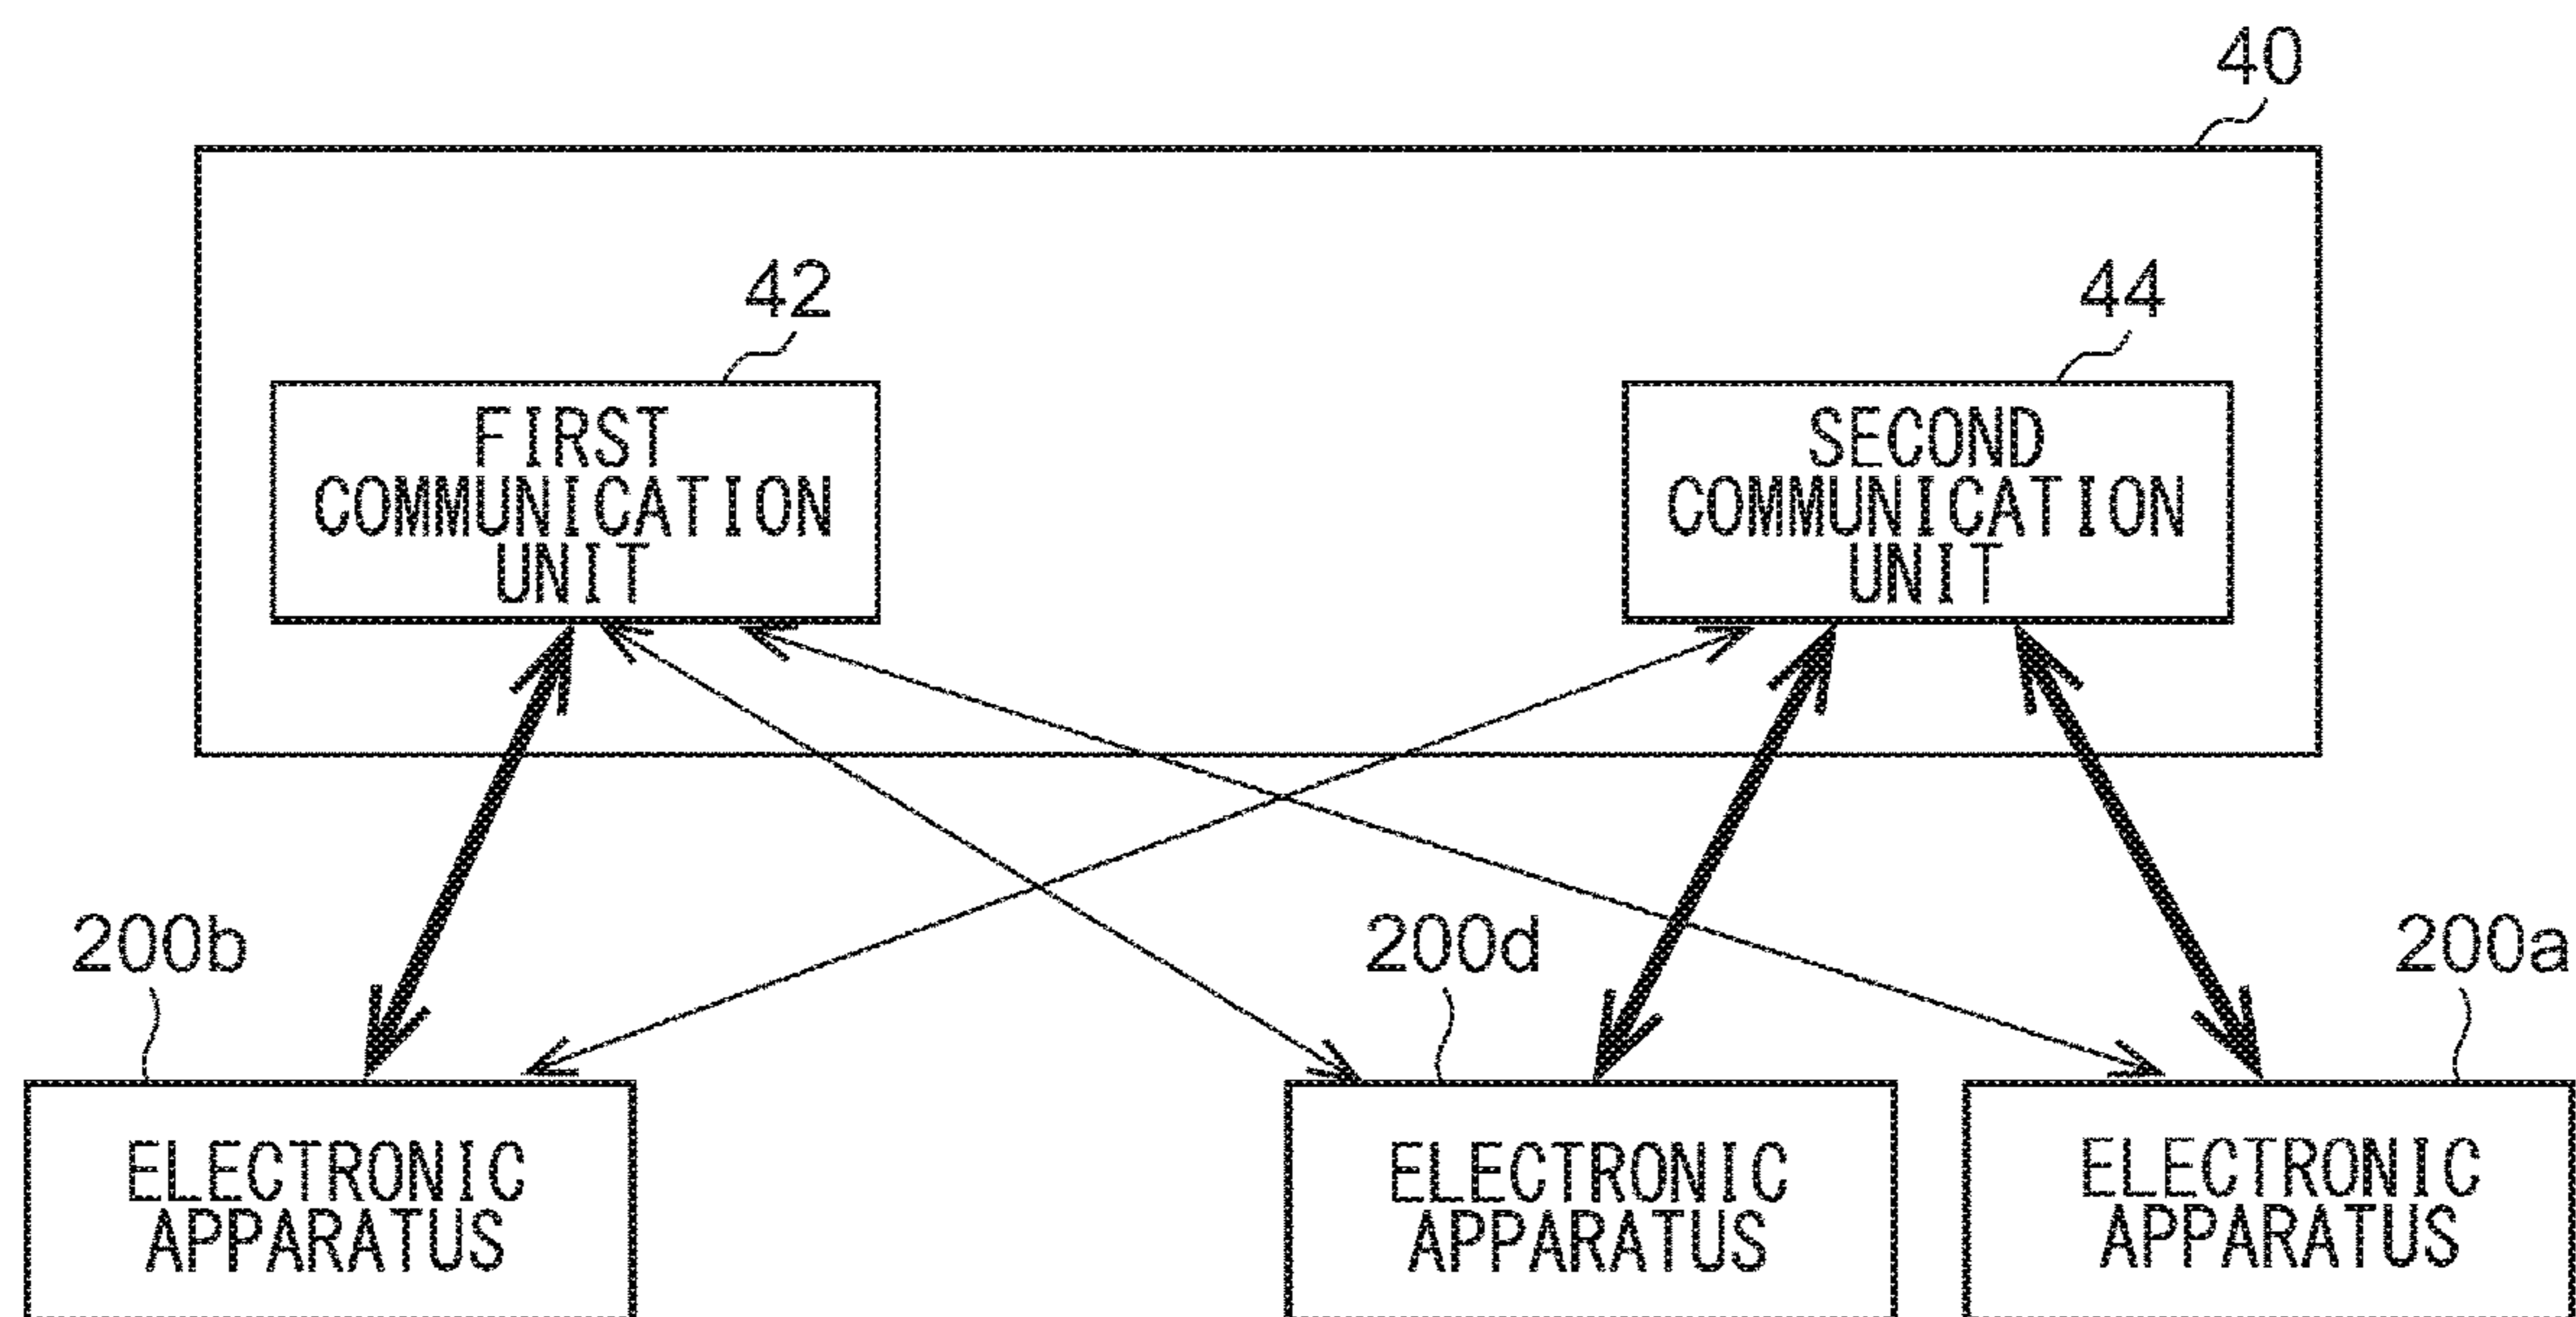 40
42
44
FIRST
COMMUNICATION
UNIT
SECOND
COMMUNICATION
UNIT
200b
200d
200a
ELECTRONIC
APPARATUS
ELECTRONIC
APPARATUS
ELECTRONIC
APPARATUS